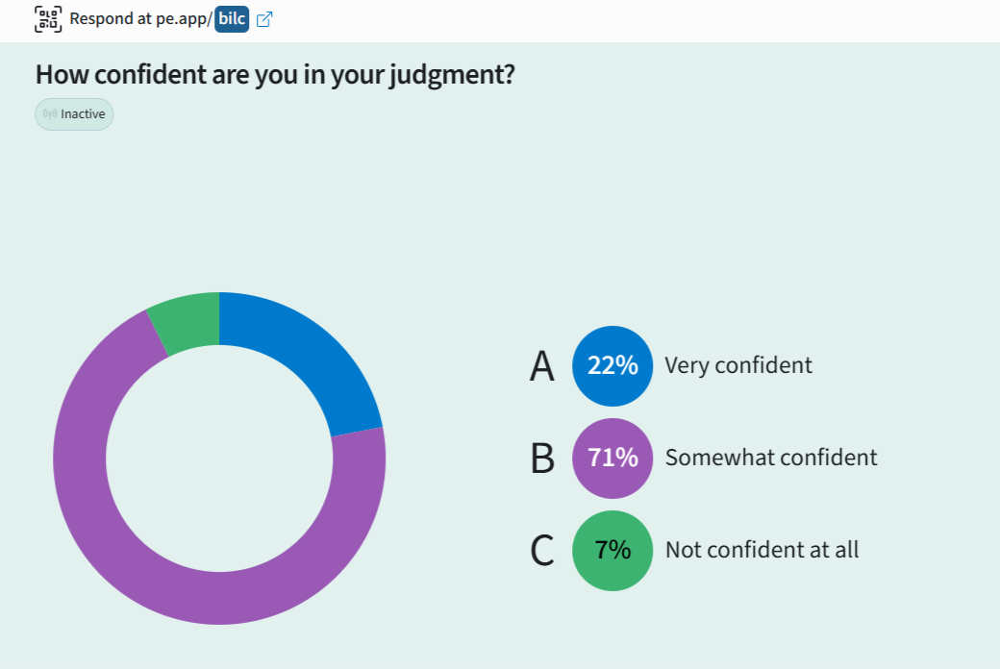 Respond at pe.app/bilc
How confident are you in your judgment?
Inactive
A 22% Very confident
B 71% Somewhat confident
C 7% Not confident at all